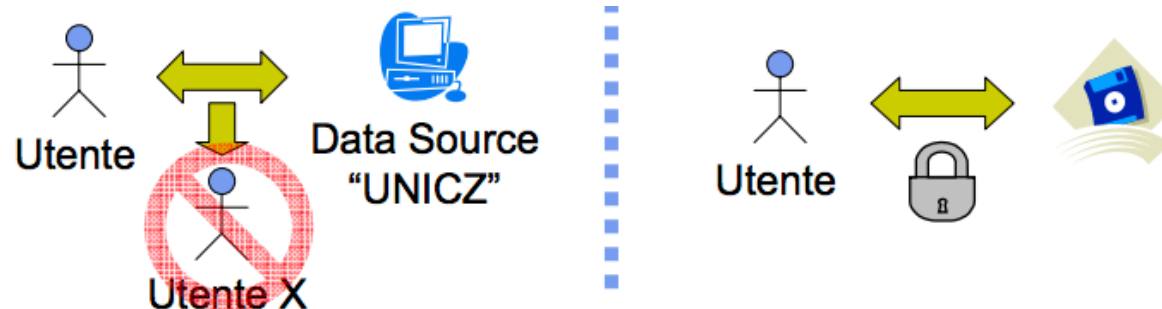 Utente
Data Source
“UNICZ”
Utente X
Utente